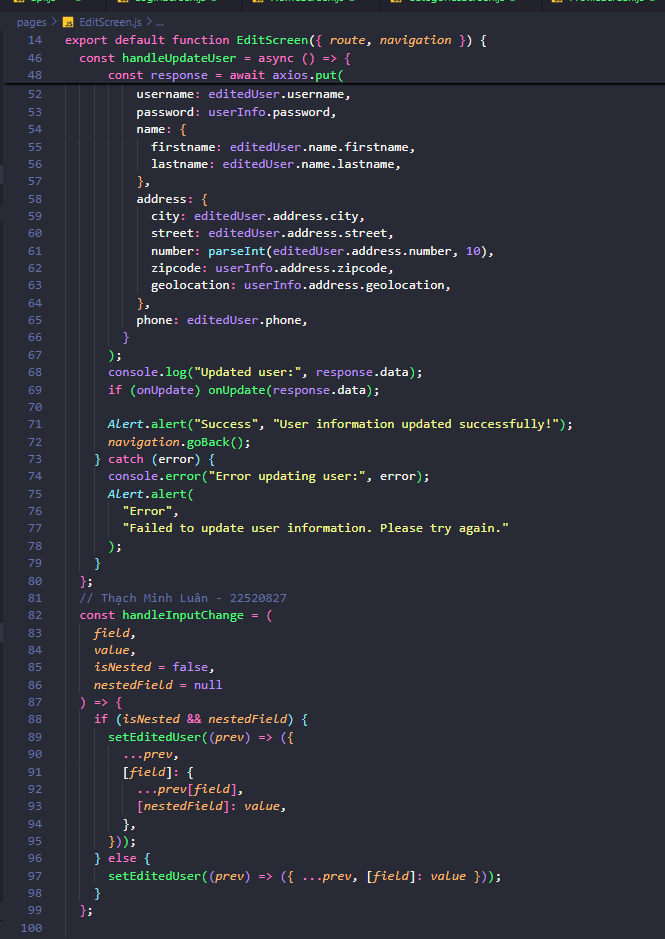 pages > JS EditScreen.js > ...
14 export default function EditScreen({ route, navigation }) {
46   const handleUpdateUser = async () => {
48       const response = await axios.put(
52           username: editedUser.username,
53           password: userInfo.password,
54           name: {
55             firstname: editedUser.name.firstname,
56             lastname: editedUser.name.lastname,
57           },
58           address: {
59             city: editedUser.address.city,
60             street: editedUser.address.street,
61             number: parseInt(editedUser.address.number, 10),
62             zipcode: userInfo.address.zipcode,
63             geolocation: userInfo.address.geolocation,
64           },
65           phone: editedUser.phone,
66         }
67       );
68       console.log("Updated user:", response.data);
69       if (onUpdate) onUpdate(response.data);
70
71       Alert.alert("Success", "User information updated successfully!");
72       navigation.goBack();
73     } catch (error) {
74       console.error("Error updating user:", error);
75       Alert.alert(
76         "Error",
77         "Failed to update user information. Please try again."
78       );
79     }
80   };
81   // Thạch Minh Luân - 22520827
82   const handleInputChange = (
83     field,
84     value,
85     isNested = false,
86     nestedField = null
87   ) => {
88     if (isNested && nestedField) {
89       setEditedUser((prev) => ({
90         ...prev,
91         [field]: {
92           ...prev[field],
93           [nestedField]: value,
94         },
95       }));
96     } else {
97       setEditedUser((prev) => ({ ...prev, [field]: value }));
98     }
99   };
100